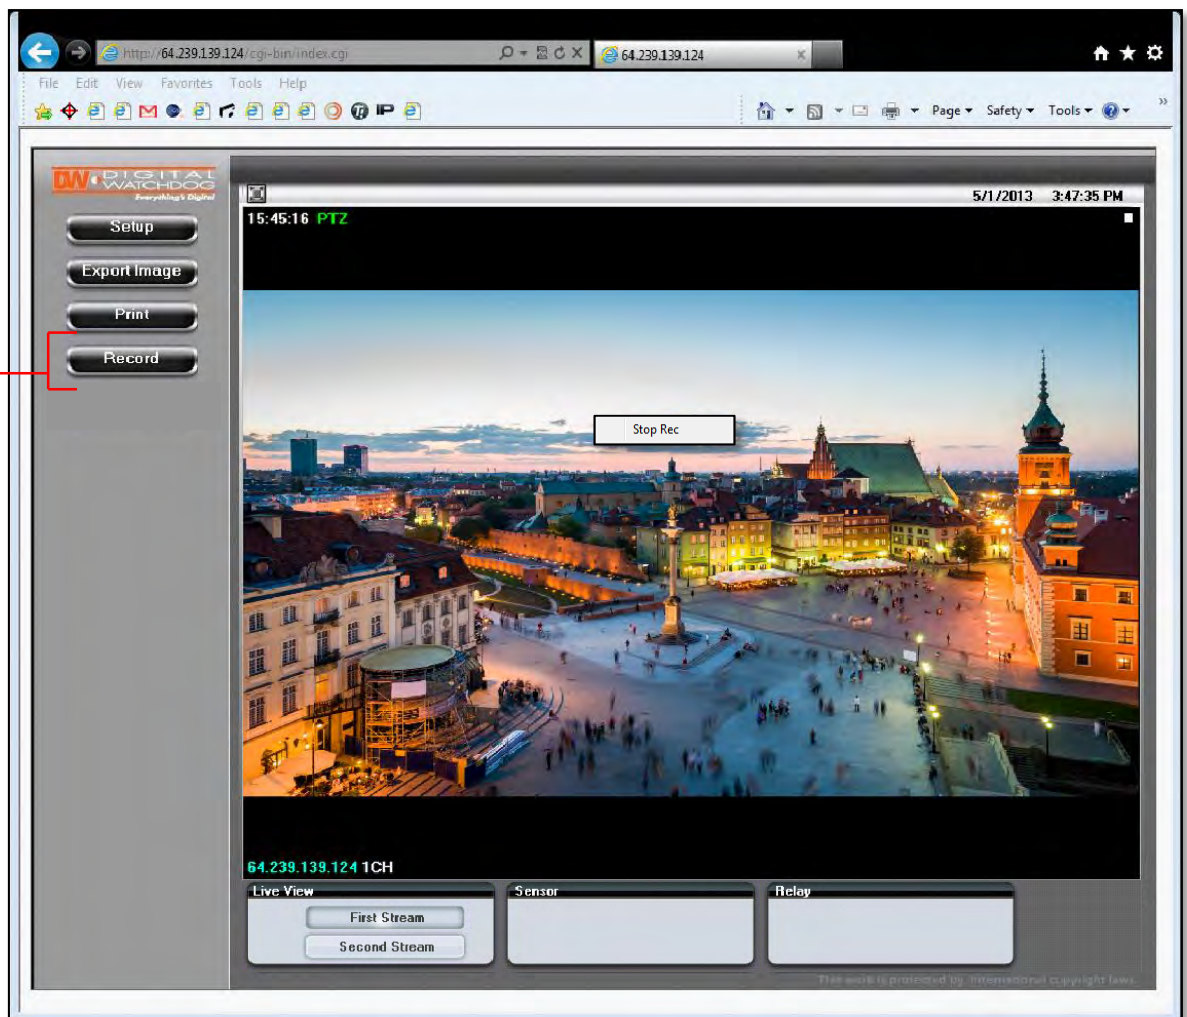 http://64.239.139.124/cgi-bin/index.cgi
64.239.139.124
File Edit View Favorites Tools Help
IP
Page Safety Tools
DW DIGITAL
WATCHDOG
Everything's Digital
Setup
Export Image
Print
Record
5/1/2013 3:47:35 PM
15:45:16 PTZ
Stop Rec
64.239.139.124 1CH
Live View
First Stream
Second Stream
Sensor
Relay
This work is protected by international copyright laws.